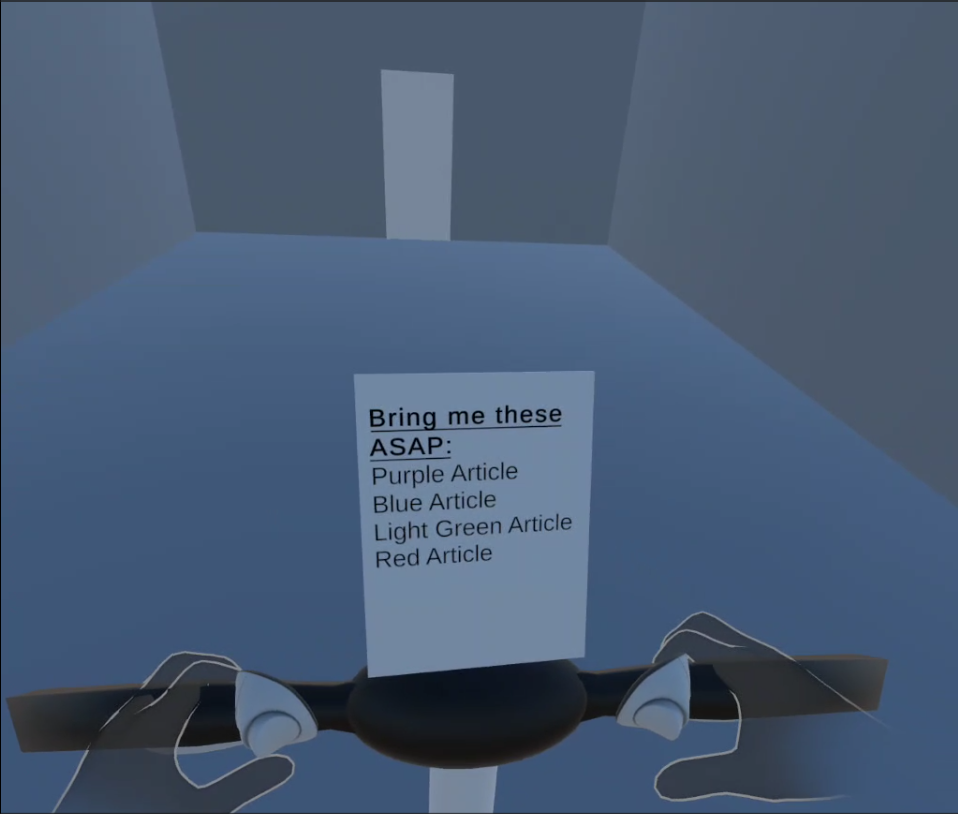 Bring me these
ASAP:
Purple Article
Blue Article
Light Green Article
Red Article